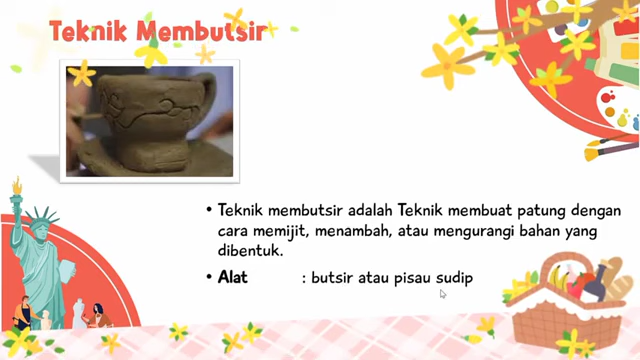 Teknik Membutsir
• Teknik membutsir adalah Teknik membuat patung dengan
cara memijit, menambah, atau mengurangi bahan yang
dibentuk.
• Alat : butsir atau pisau sudip